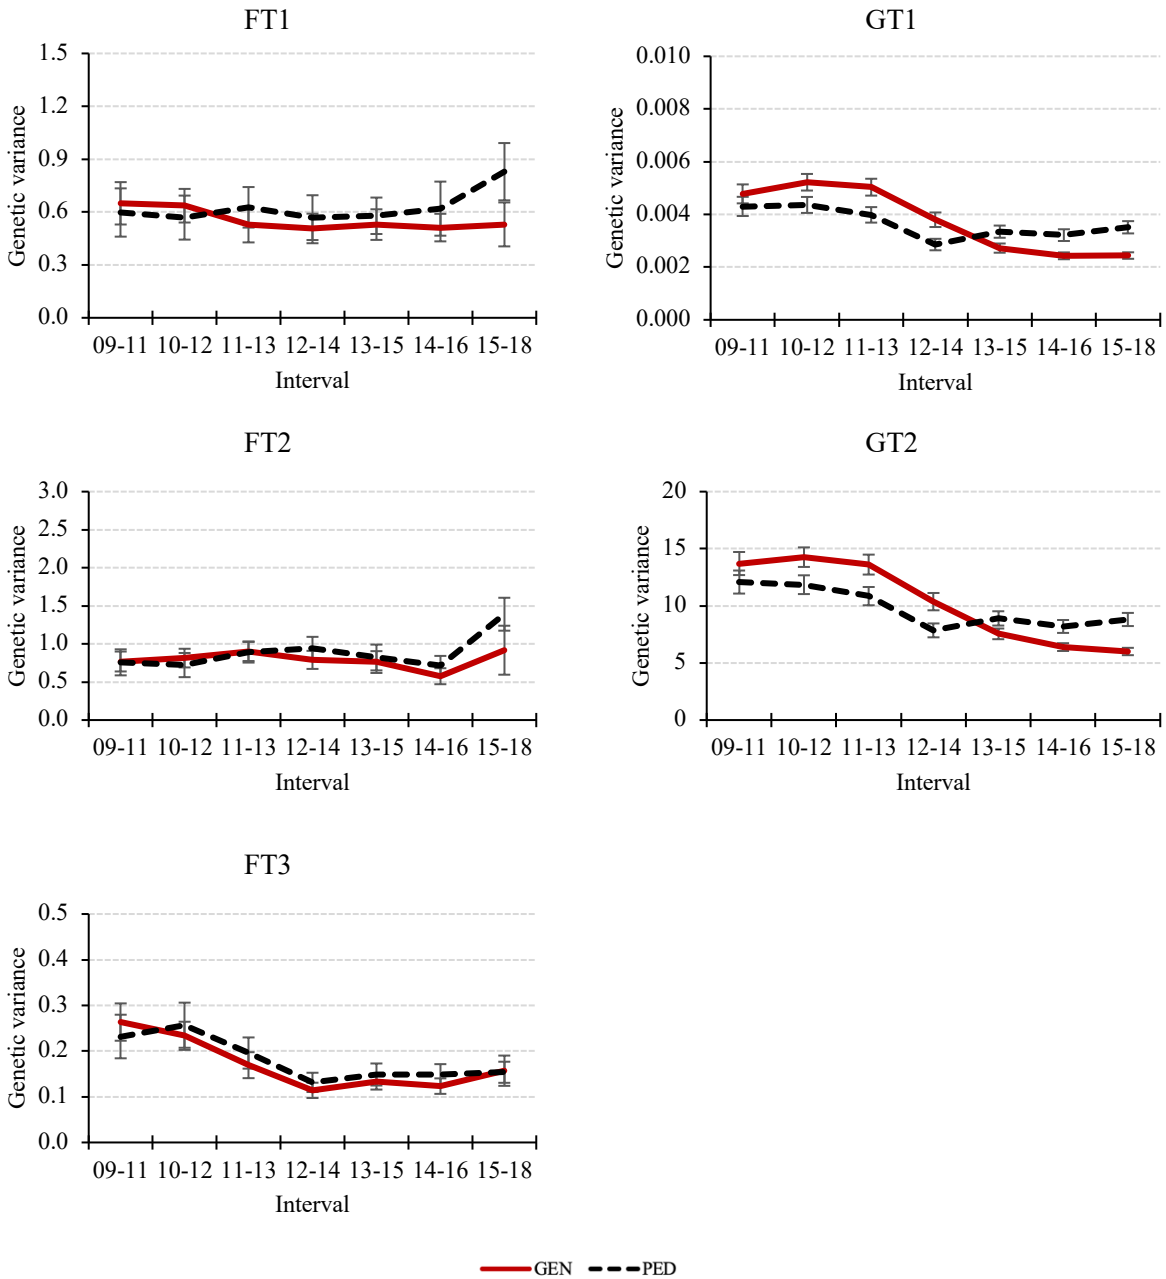 FT1
Genetic variance
1.5
1.2
0.9
0.6
0.3
0.0
09-11 10-12 11-13 12-14 13-15 14-16 15-18
Interval
GT1
Genetic variance
0.010
0.008
0.006
0.004
0.002
0.000
09-11 10-12 11-13 12-14 13-15 14-16 15-18
Interval
FT2
Genetic variance
3.0
2.5
2.0
1.5
1.0
0.5
0.0
09-11 10-12 11-13 12-14 13-15 14-16 15-18
Interval
GT2
Genetic variance
20
15
10
5
0
09-11 10-12 11-13 12-14 13-15 14-16 15-18
Interval
FT3
Genetic variance
0.5
0.4
0.3
0.2
0.1
0.0
09-11 10-12 11-13 12-14 13-15 14-16 15-18
Interval
GEN PED